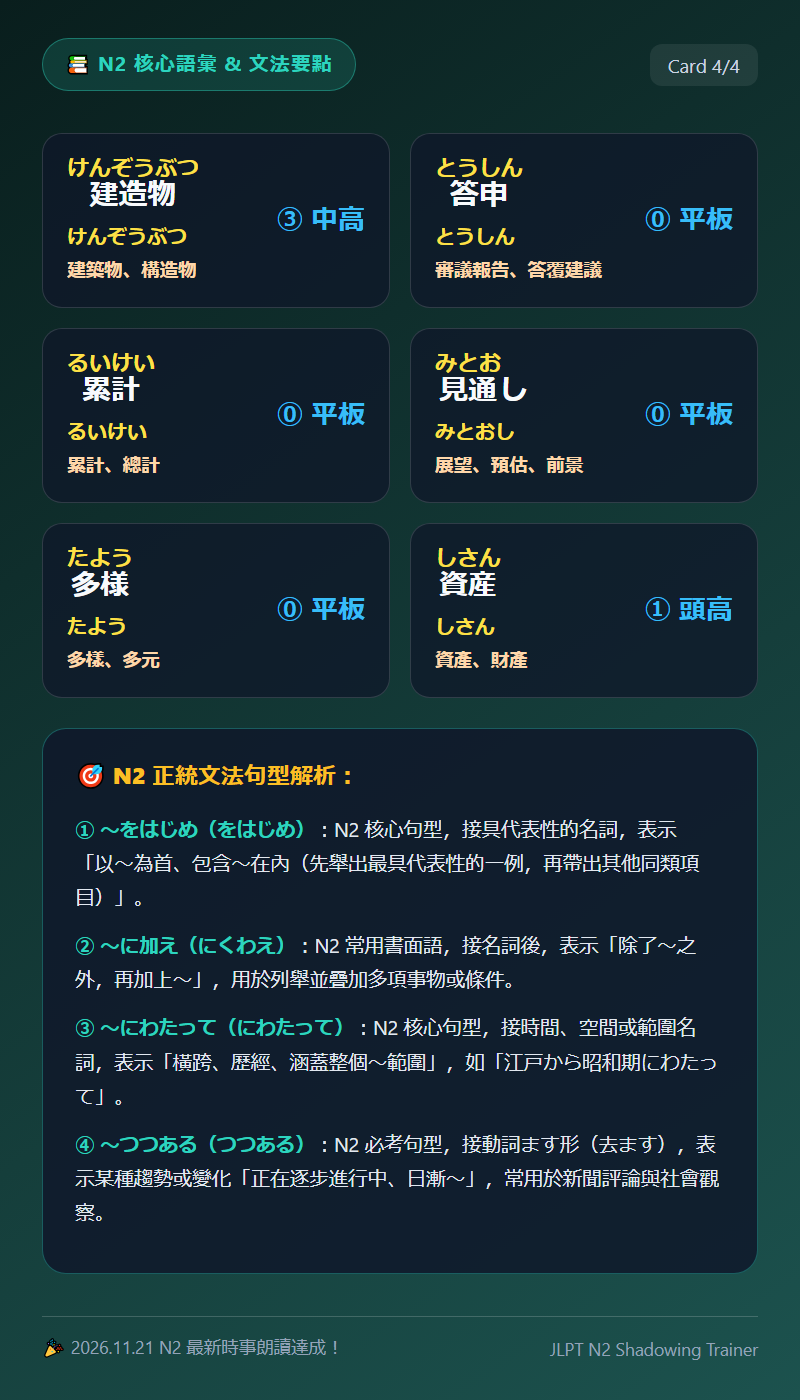 📚 N2 核心語彙 & 文法要點
Card 4/4
けんぞうぶつ
建造物
③ 中高
けんぞうぶつ
建築物、構造物
とうしん
答申
⓪ 平板
とうしん
審議報告、答覆建議
るいけい
累計
⓪ 平板
るいけい
累計、總計
みとお
見通し
⓪ 平板
みとおし
展望、預估、前景
たよう
多様
⓪ 平板
たよう
多樣、多元
しさん
資産
① 頭高
しさん
資產、財產
🎯 N2 正統文法句型解析：
① ～をはじめ（をはじめ）：N2 核心句型，接具代表性的名詞，表示
「以～為首、包含～在內（先舉出最具代表性的一例，再帶出其他同類項
目）」。
② ～に加え（にくわえ）：N2 常用書面語，接名詞後，表示「除了～之
外，再加上～」，用於列舉並疊加多項事物或條件。
③ ～にわたって（にわたって）：N2 核心句型，接時間、空間或範圍名
詞，表示「橫跨、歷經、涵蓋整個～範圍」，如「江戸から昭和期にわたっ
て」。
④ ～つつある（つつある）：N2 必考句型，接動詞ます形（去ます），表
示某種趨勢或變化「正在逐步進行中、日漸～」，常用於新聞評論與社會觀
察。
🎉 2026.11.21 N2 最新時事朗讀達成！
JLPT N2 Shadowing Trainer